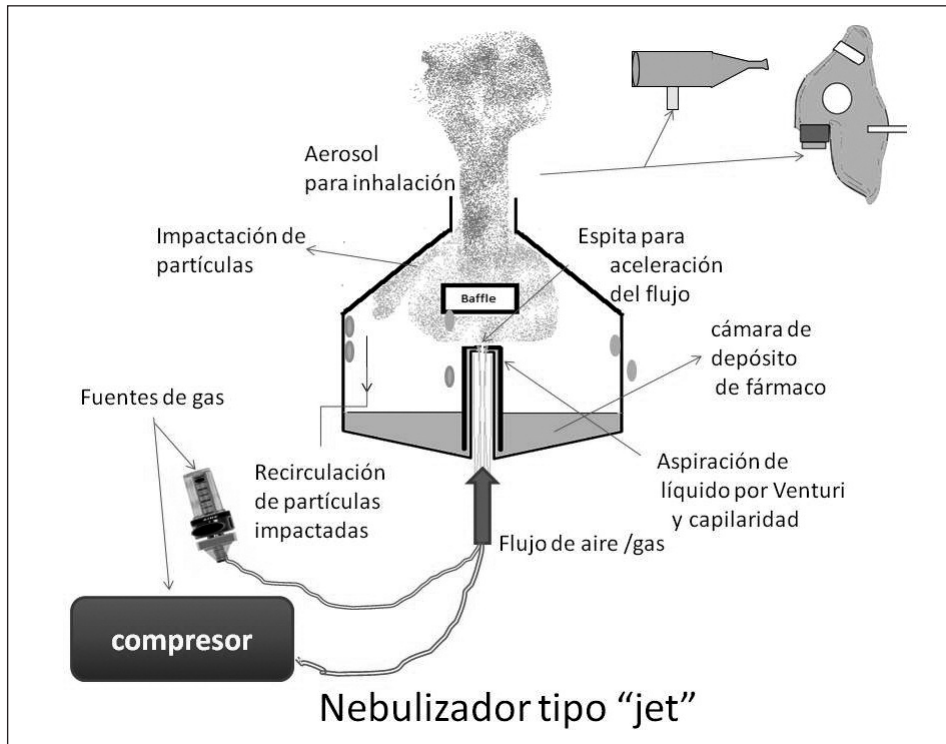 Aerosol
para inhalación
Impactación de
partículas
Espita para
aceleración
del flujo
Baffle
cámara de
depósito
de fármaco
Fuentes de gas
Recirculación
de partículas
impactadas
Aspiración de
líquido por Venturi
y capilaridad
Flujo de aire /gas
compresor
Nebulizador tipo “jet”